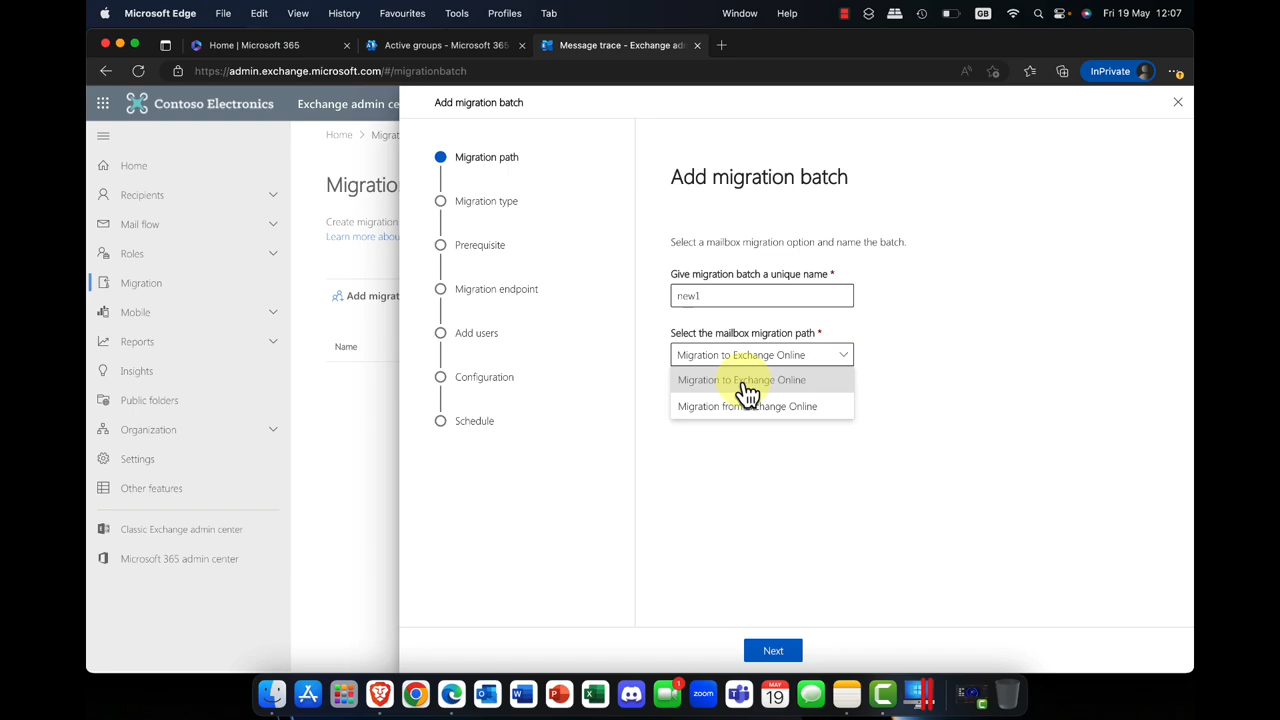 Microsoft Edge File Edit View History Favourites Tools Profiles Tab Window Help GB Fri 19 May 12:07
Home | Microsoft 365 Active groups - Microsoft 365 Message trace - Exchange ad
https://admin.exchange.microsoft.com/#/migrationbatch InPrivate
Contoso Electronics Exchange admin ce
Home
Recipients
Mail flow
Roles
Migration
Mobile
Reports
Insights
Public folders
Organization
Settings
Other features
Classic Exchange admin center
Microsoft 365 admin center
Home > Migrat
Migratio
Create migration
Learn more abou
Add migrat
Name
Add migration batch
Migration path
Migration type
Prerequisite
Migration endpoint
Add users
Configuration
Schedule
Add migration batch
Select a mailbox migration option and name the batch.
Give migration batch a unique name *
new1
Select the mailbox migration path *
Migration to Exchange Online
Migration to Exchange Online
Migration from Exchange Online
Next
1
zoom
MAY
19